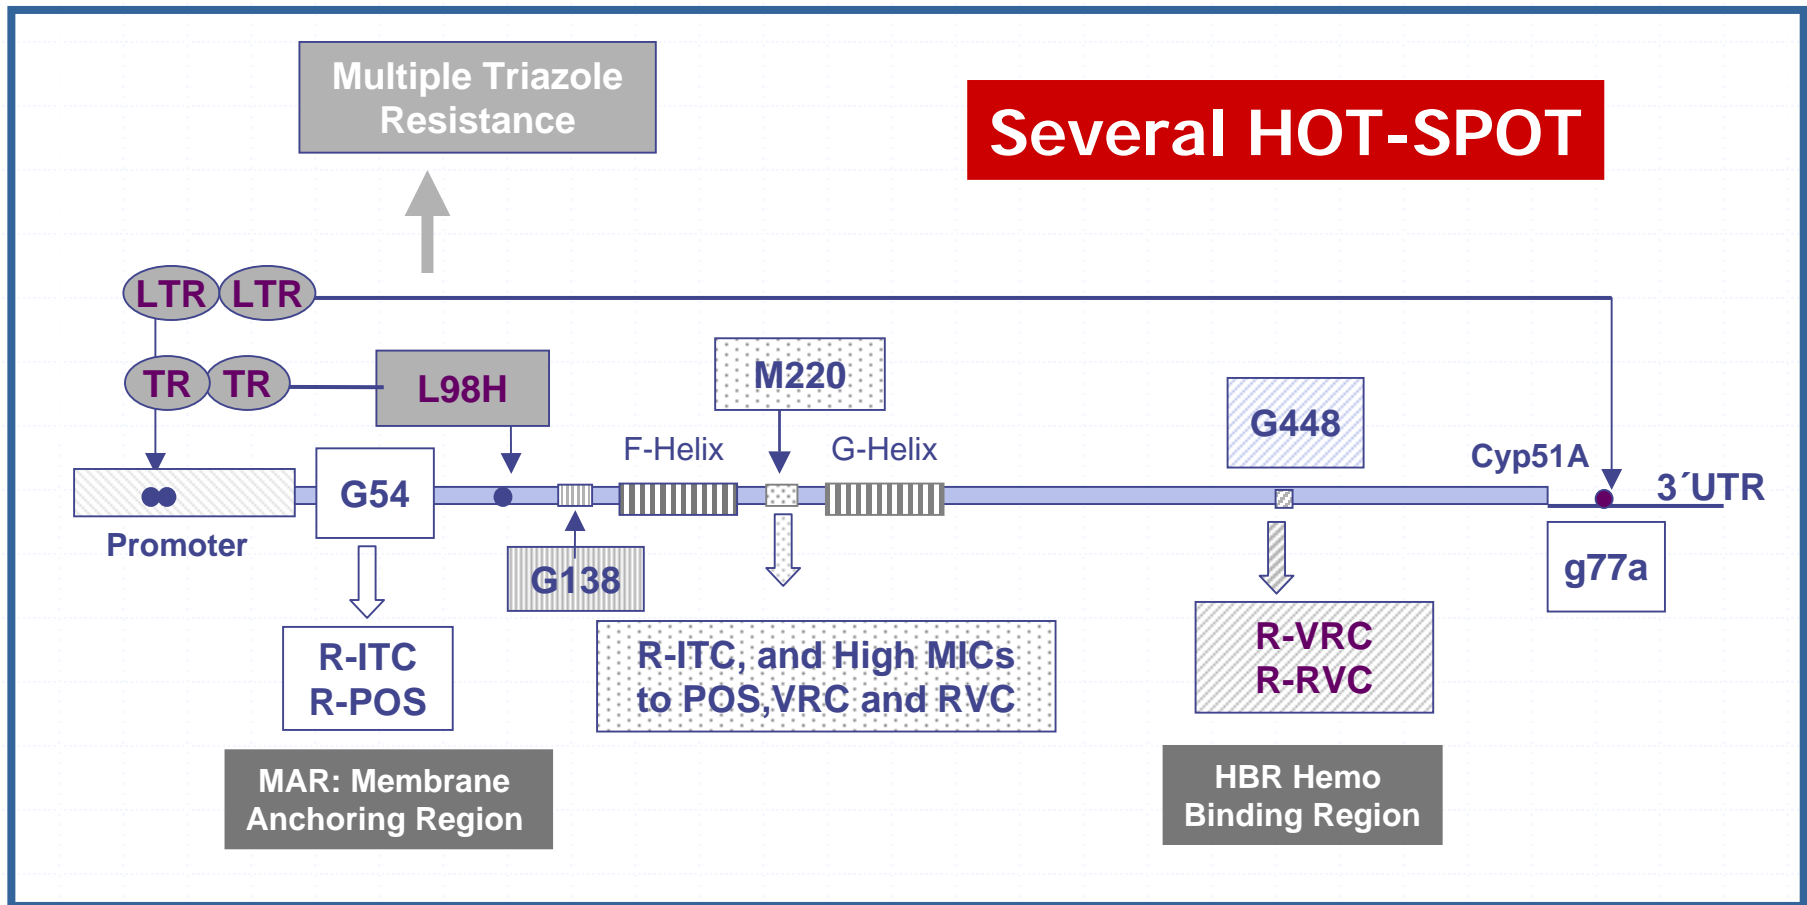 Multiple Triazole
Resistance
Several HOT-SPOT
LTR LTR
TR TR
L98H
M220
G448
F-Helix
G-Helix
Cyp51A
3´UTR
G54
Promoter
G138
g77a
R-ITC
R-POS
R-ITC, and High MICs
to POS,VRC and RVC
R-VRC
R-RVC
MAR: Membrane
Anchoring Region
HBR Hemo
Binding Region